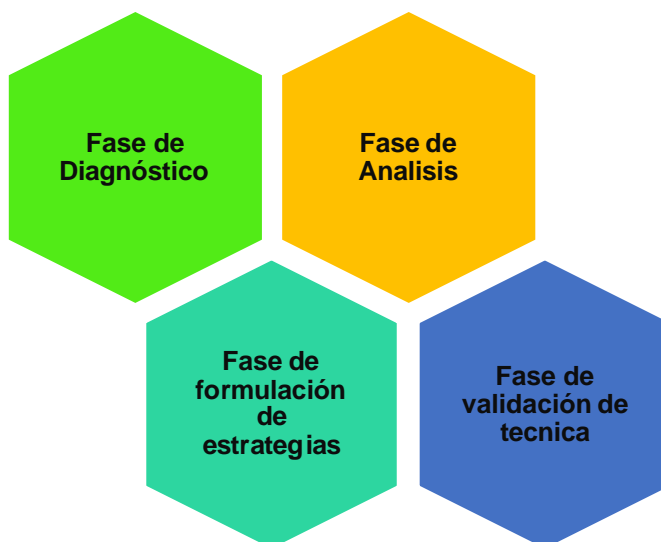 Fase de
Diagnóstico
Fase de
Analisis
Fase de
formulación
de
estrategias
Fase de
validación de
tecnica